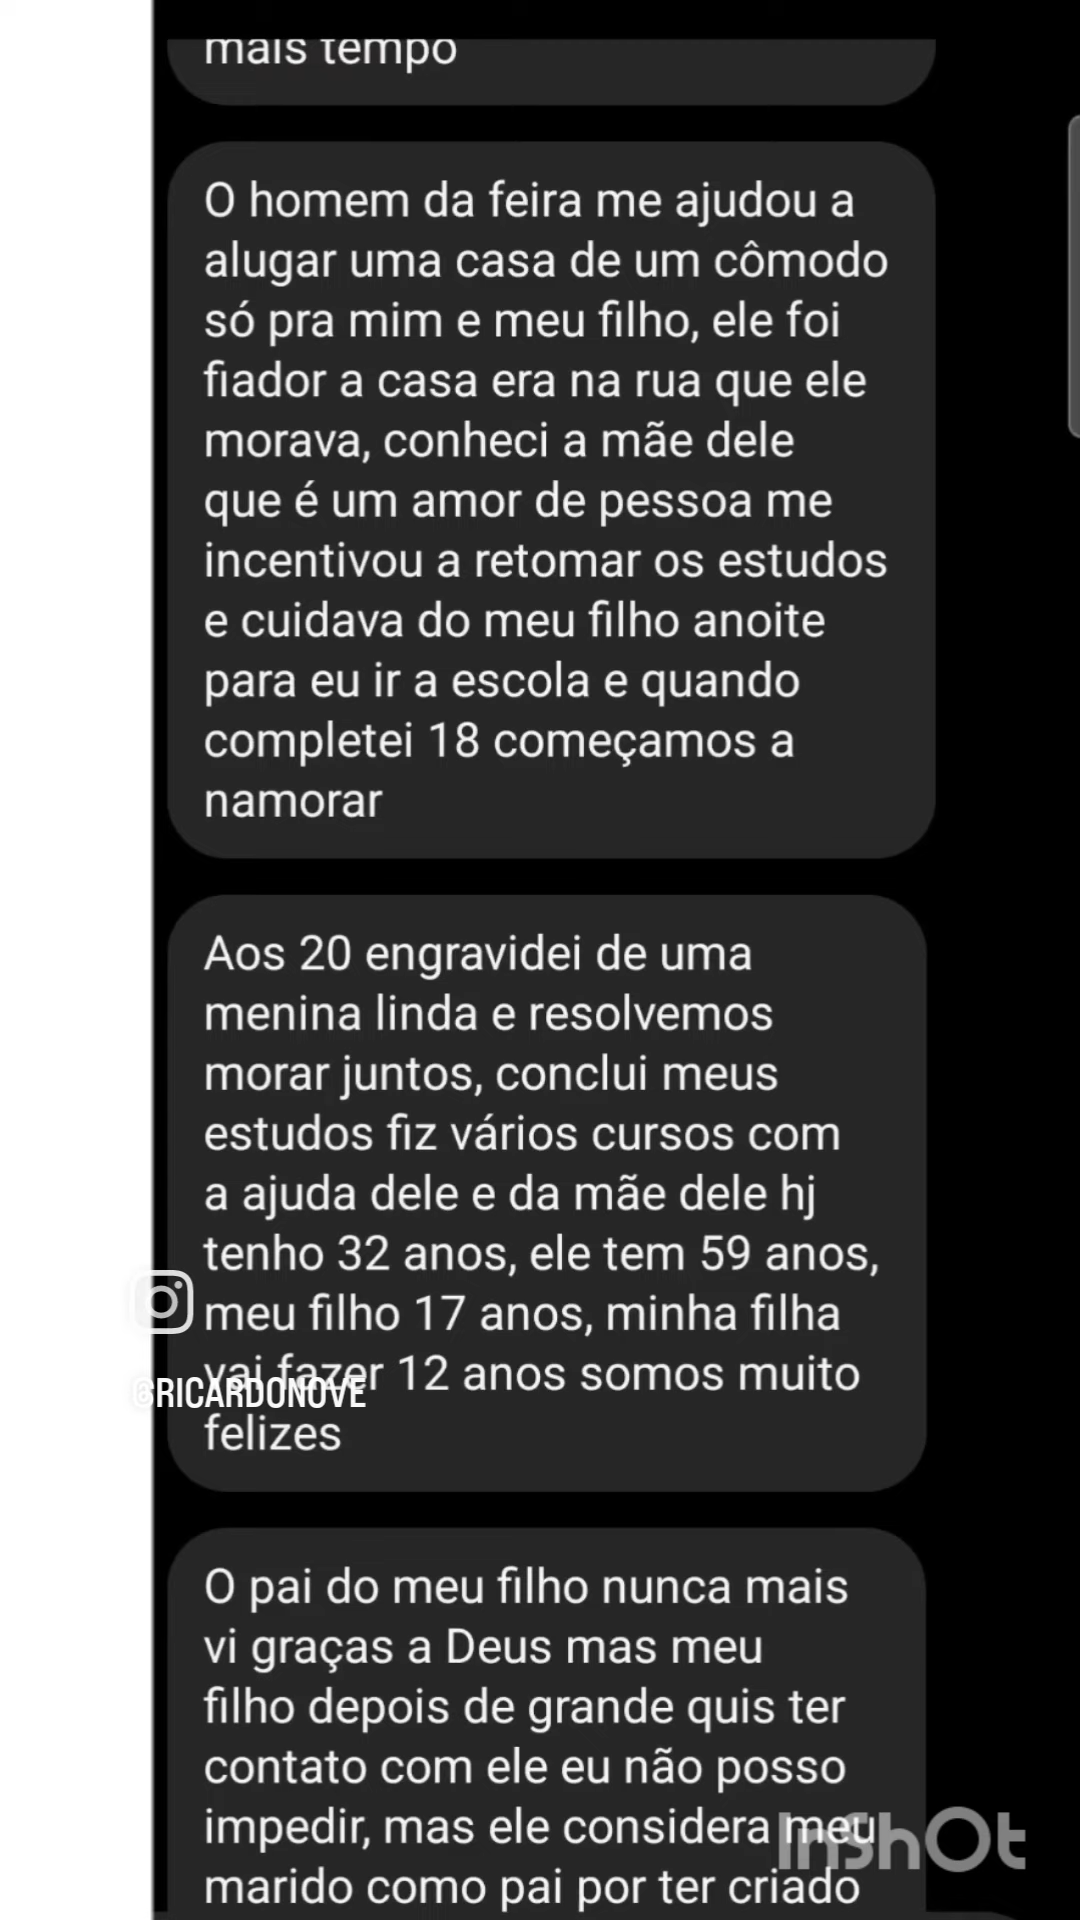 mais tempo
O homem da feira me ajudou a
alugar uma casa de um cômodo
só pra mim e meu filho, ele foi
fiador a casa era na rua que ele
morava, conheci a mãe dele
que é um amor de pessoa me
incentivou a retomar os estudos
e cuidava do meu filho anoite
para eu ir a escola e quando
completei 18 começamos a
namorar
Aos 20 engravidei de uma
menina linda e resolvemos
morar juntos, conclui meus
estudos fiz vários cursos com
a ajuda dele e da mãe dele hj
tenho 32 anos, ele tem 59 anos,
meu filho 17 anos, minha filha
vai fazer 12 anos somos muito
@RICARDONOVE
felizes
O pai do meu filho nunca mais
vi graças a Deus mas meu
filho depois de grande quis ter
contato com ele eu não posso
impedir, mas ele considera meu
InShOt
marido como pai por ter criado